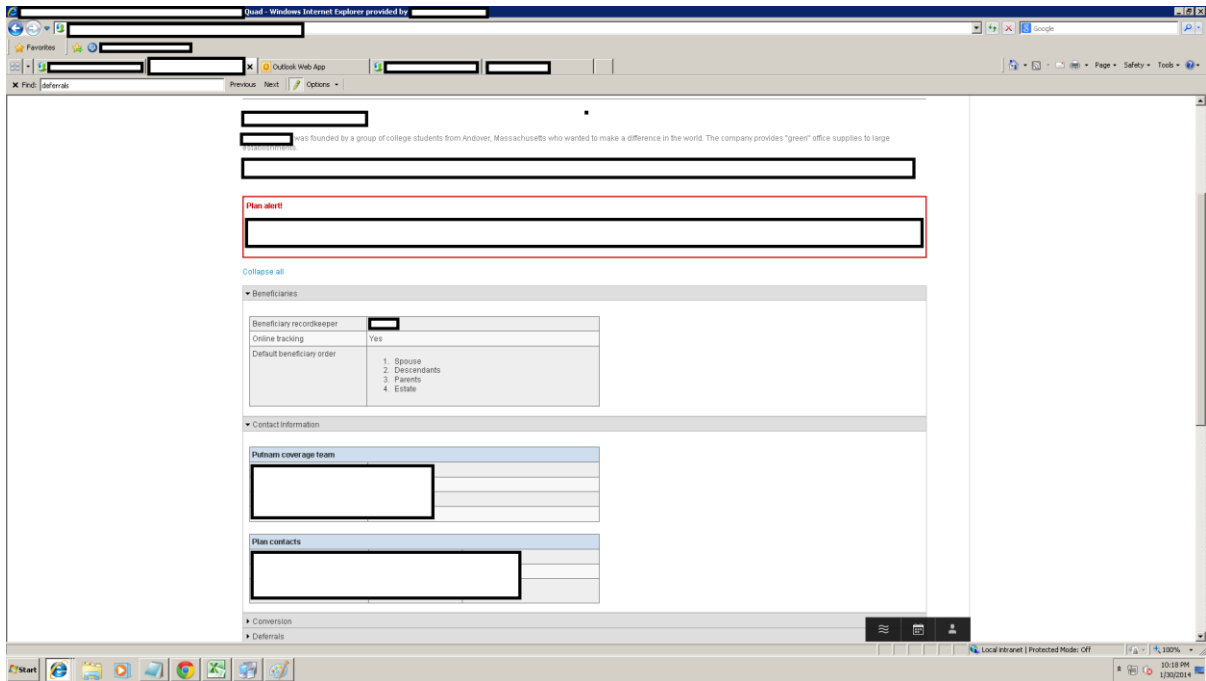 Quad - Windows Internet Explorer provided by
Google
Favorites
Outlook Web App
Page Safety Tools
Find: deferrals Previous Next Options
was founded by a group of college students from Andover, Massachusetts who wanted to make a difference in the world. The company provides "green" office supplies to large
establishments.
Plan alert!
Collapse all
Beneficiaries
Beneficiary recordkeeper
Online tracking Yes
Default beneficiary order
1. Spouse
2. Descendants
3. Parents
4. Estate
Contact Information
Putnam coverage team
Plan contacts
Conversion
Deferrals
Local intranet | Protected Mode: Off 100%
Start
10:18 PM
1/30/2014